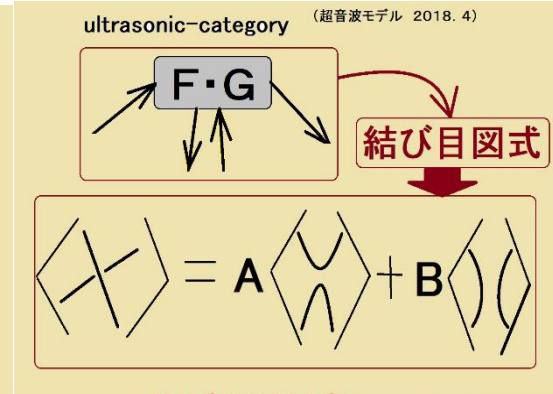 ultrasonic-category (超音波モデル 2018.4)
F・G
結び目図式
= A + B